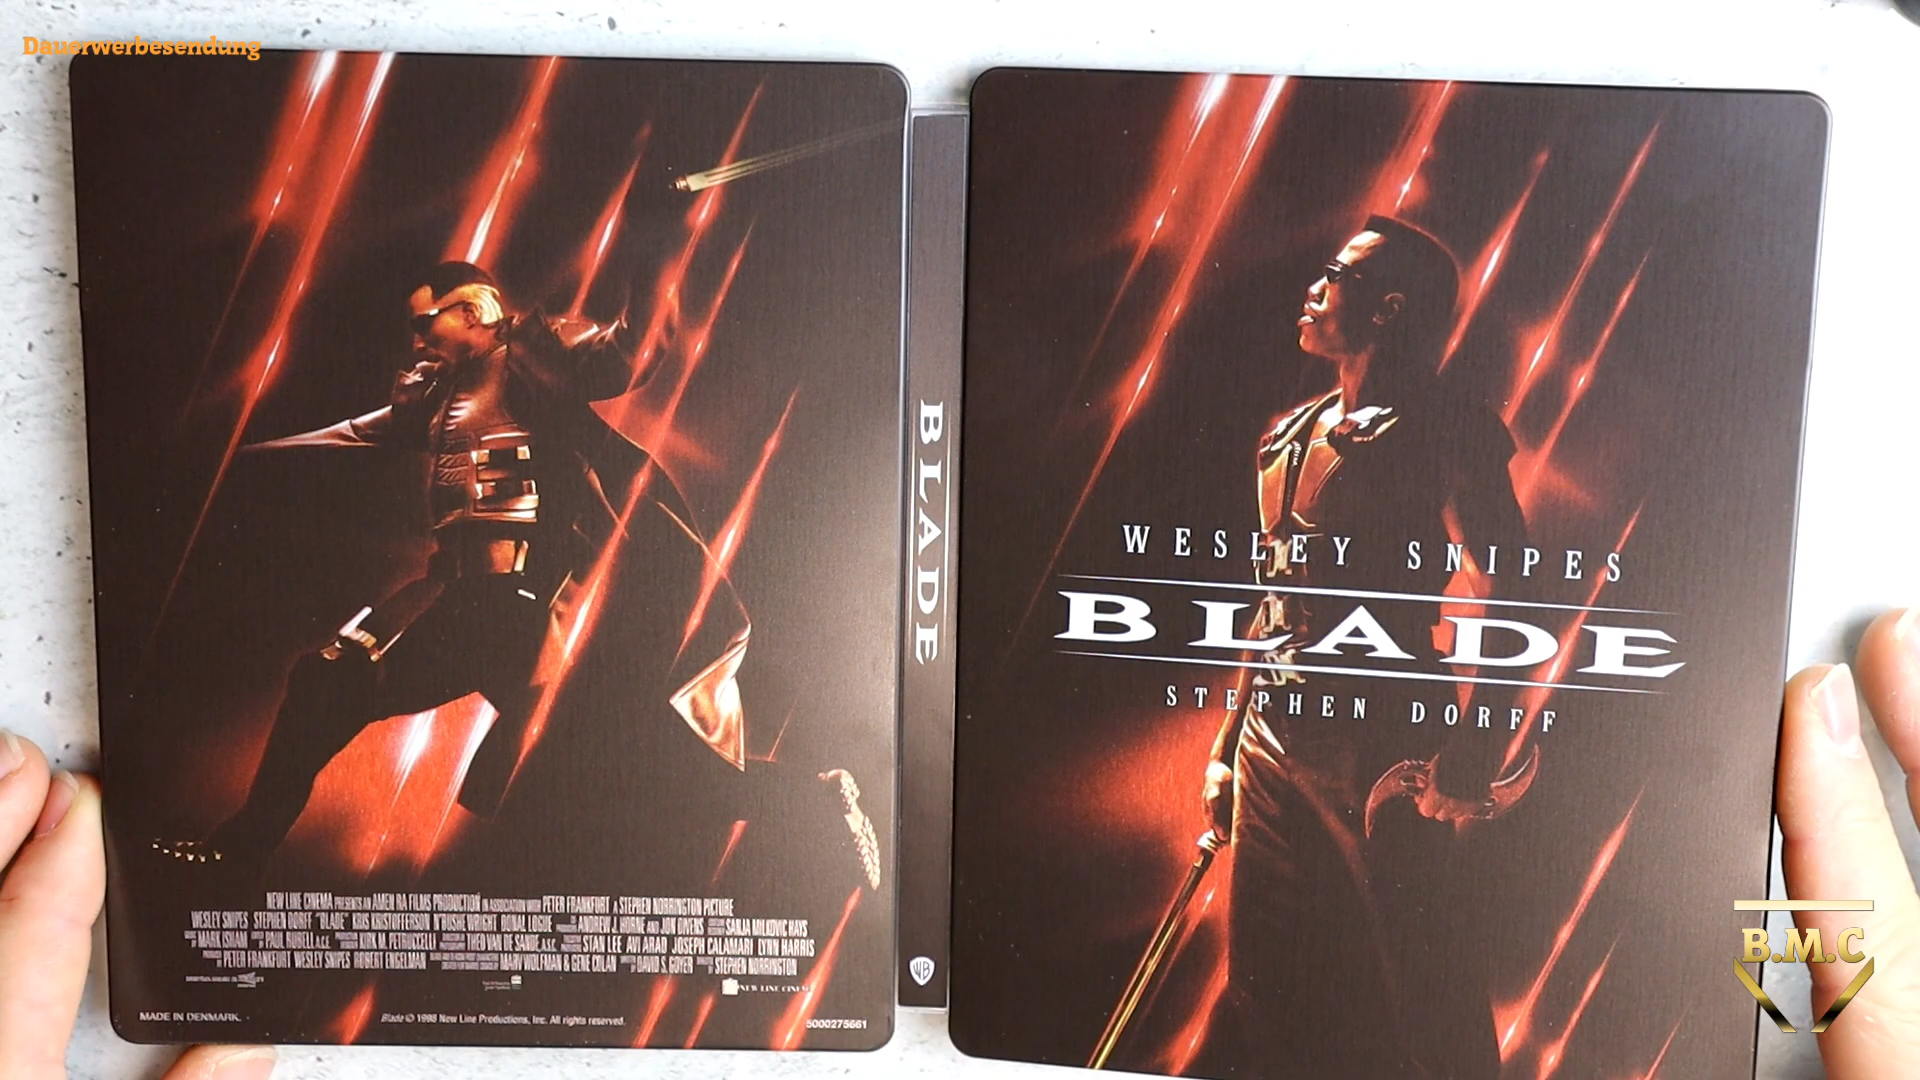 Dauerwerbesendung
NEW LINE CINEMA PRESENTS AN AMEN RA FILMS PRODUCTION IN ASSOCIATION WITH PETER FRANKFURT A STEPHEN NORRINGTON PICTURE
WESLEY SNIPES STEPHEN DORFF "BLADE" KRIS KRISTOFFERSON N'BUSHE WRIGHT DONAL LOGUE ANDREW J. HORNE AND JON DIVENS SANJA MILKOVIC HAYS
MARK ISHAM PAUL RUBELL A.C.E. KIRK M. PETRUCCELLI THEO VAN DE SANDE, A.S.C. STAN LEE AVI ARAD JOSEPH CALAMARI LYNN HARRIS
PETER FRANKFURT WESLEY SNIPES ROBERT ENGELMAN MARV WOLFMAN & GENE COLAN DAVID S. GOYER STEPHEN NORRINGTON
NEW LINE CINEMA
MADE IN DENMARK.
Blade © 1998 New Line Productions, Inc. All rights reserved.
5000275661
BLADE
WB
WESLEY SNIPES
BLADE
STEPHEN DORFF
B.M.C